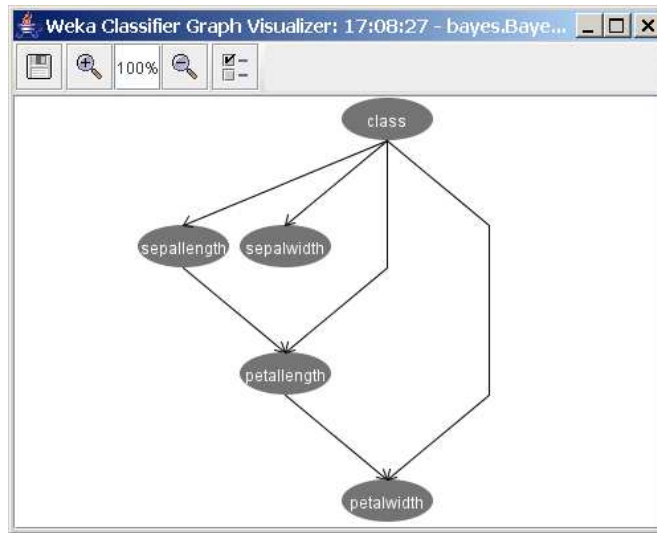 Weka Classifier Graph Visualizer: 17:08:27 - bayes.Baye...
100%
class
sepallength sepalwidth
petallength
petalwidth